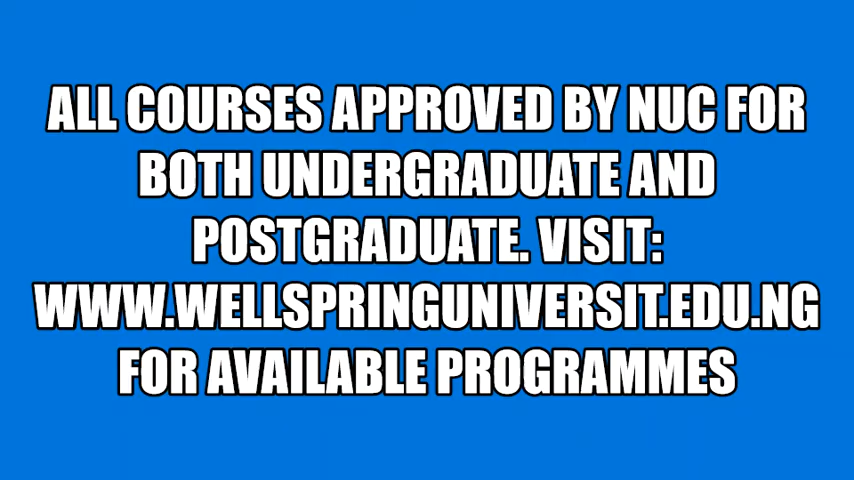 ALL COURSES APPROVED BY NUC FOR
BOTH UNDERGRADUATE AND
POSTGRADUATE. VISIT:
WWW.WELLSPRINGUNIVERSIT.EDU.NG
FOR AVAILABLE PROGRAMMES